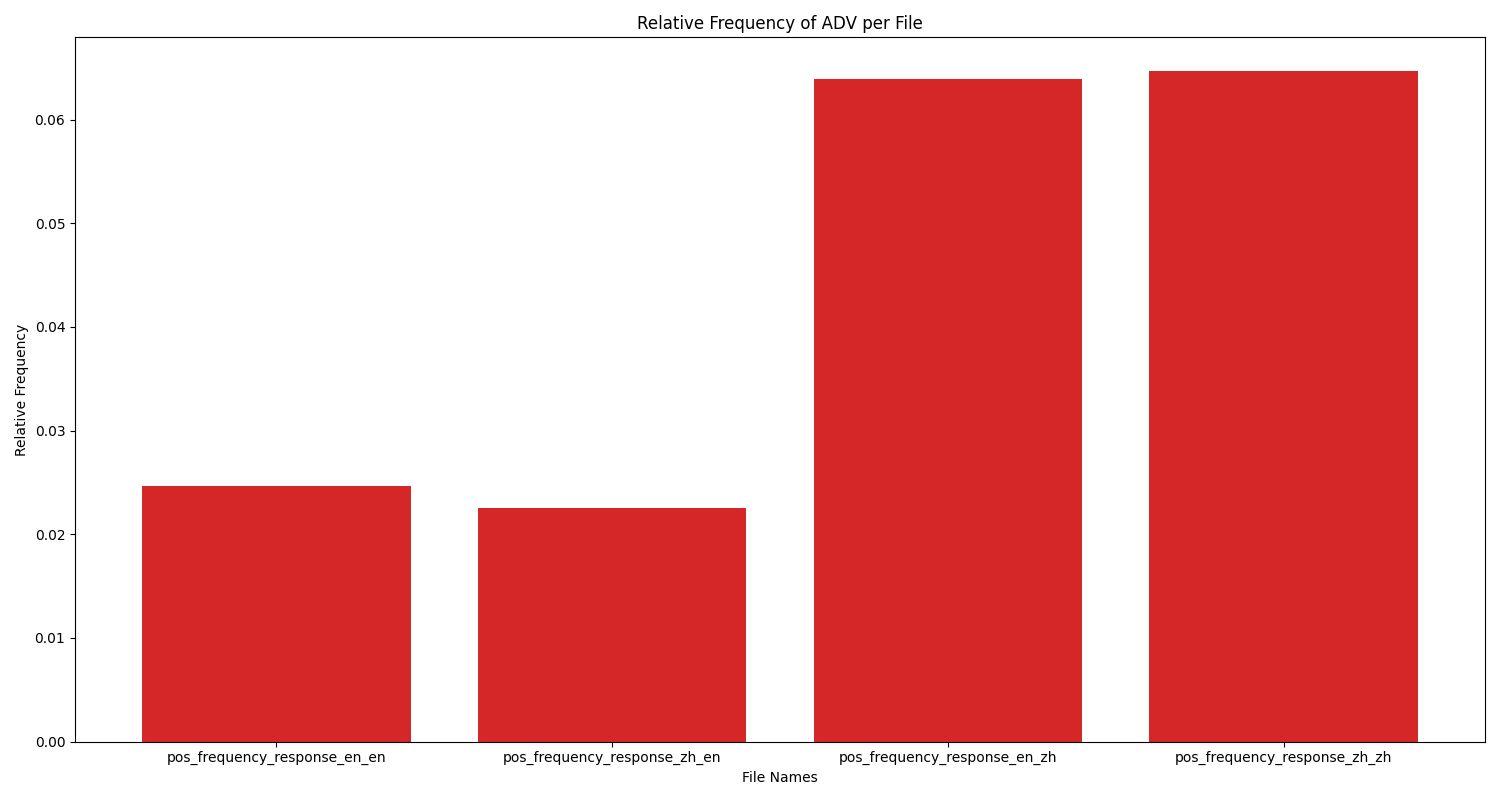 Relative Frequency of ADV per File
Relative Frequency
0.06
0.05
0.04
0.03
0.02
0.01
0.00
pos_frequency_response_en_en
pos_frequency_response_zh_en
pos_frequency_response_en_zh
pos_frequency_response_zh_zh
File Names